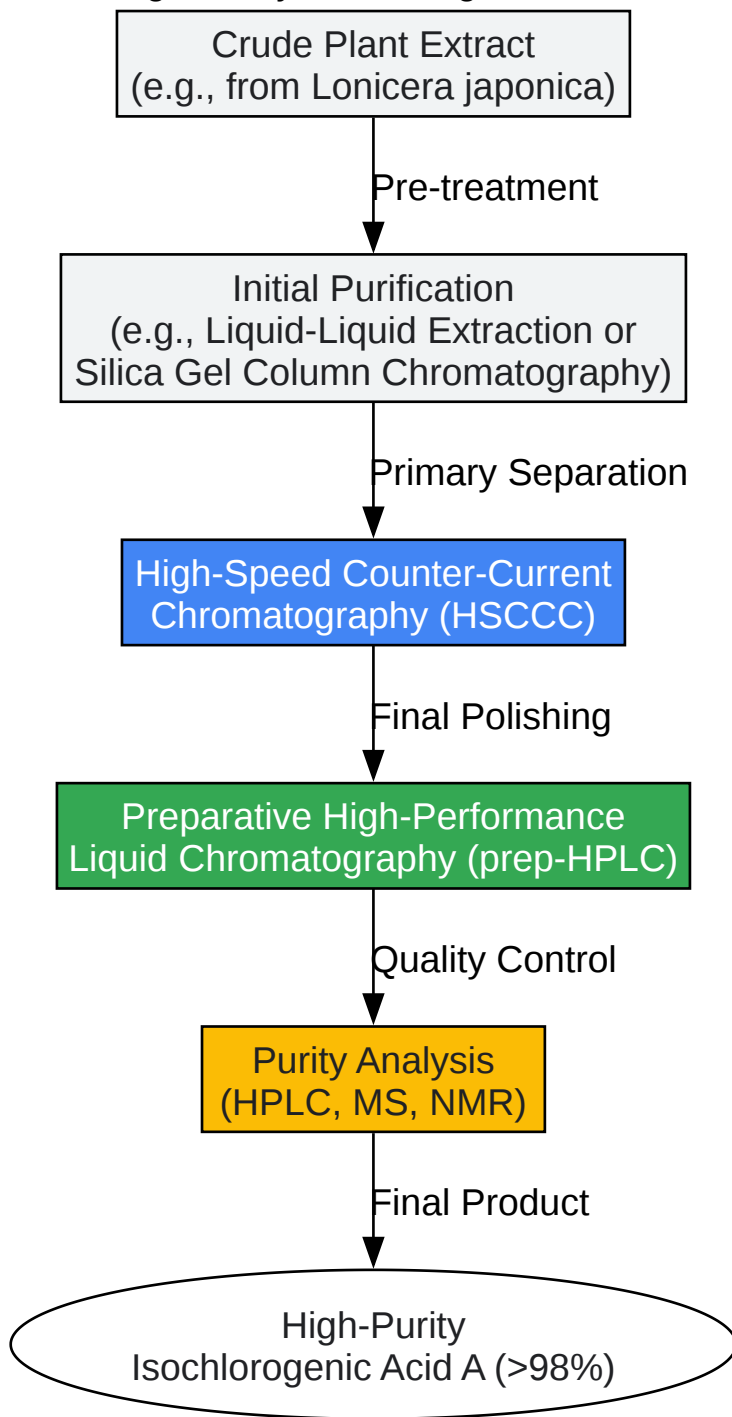 Crude Plant Extract
(e.g., from Lonicera japonica)
Pre-treatment
Initial Purification
(e.g., Liquid-Liquid Extraction or
Silica Gel Column Chromatography)
Primary Separation
High-Speed Counter-Current
Chromatography (HSCCC)
Final Polishing
Preparative High-Performance
Liquid Chromatography (prep-HPLC)
Quality Control
Purity Analysis
(HPLC, MS, NMR)
Final Product
High-Purity
Isochlorogenic Acid A (>98%)